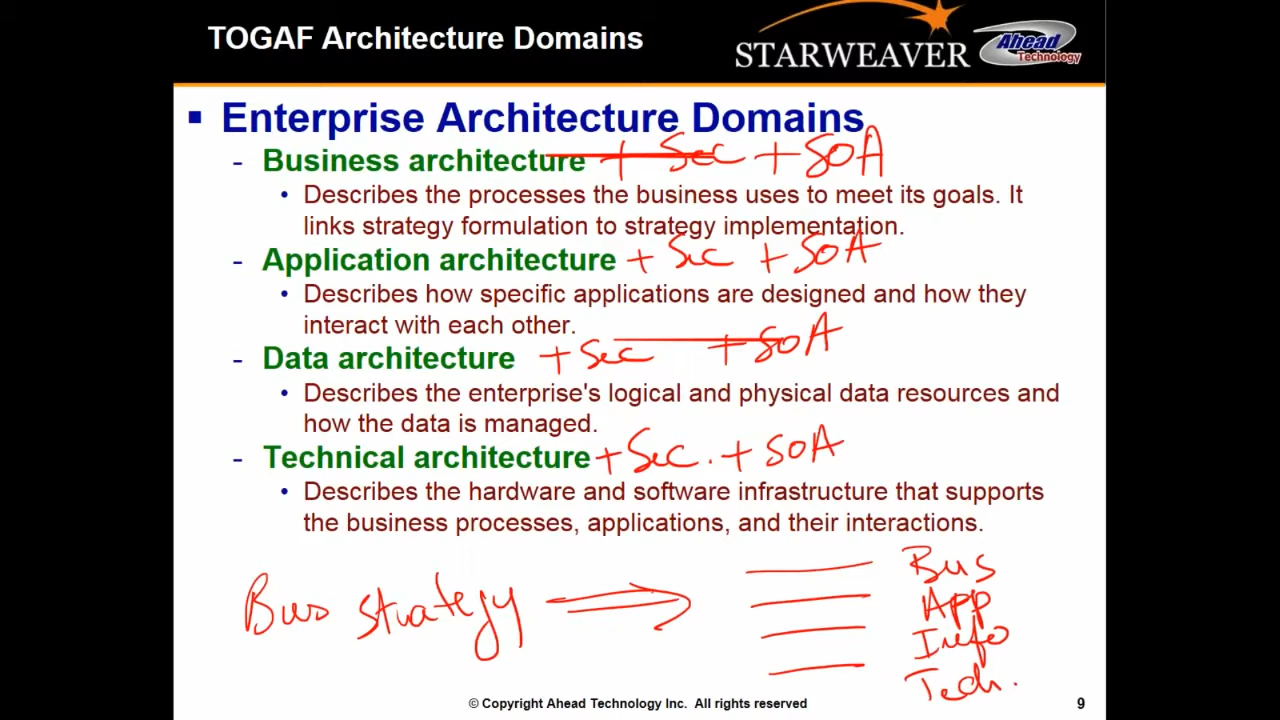 TOGAF Architecture Domains
STARWEAVER
Ahead
Technology
▪ Enterprise Architecture Domains
- Business architecture + Sec + SOA
• Describes the processes the business uses to meet its goals. It
links strategy formulation to strategy implementation.
- Application architecture + Sec + SOA
• Describes how specific applications are designed and how they
interact with each other.
- Data architecture + Sec + SOA
• Describes the enterprise's logical and physical data resources and
how the data is managed.
- Technical architecture + Sec. + SOA
• Describes the hardware and software infrastructure that supports
the business processes, applications, and their interactions.
Bus strategy
Bus
App
Info
Tech.
© Copyright Ahead Technology Inc. All rights reserved
9